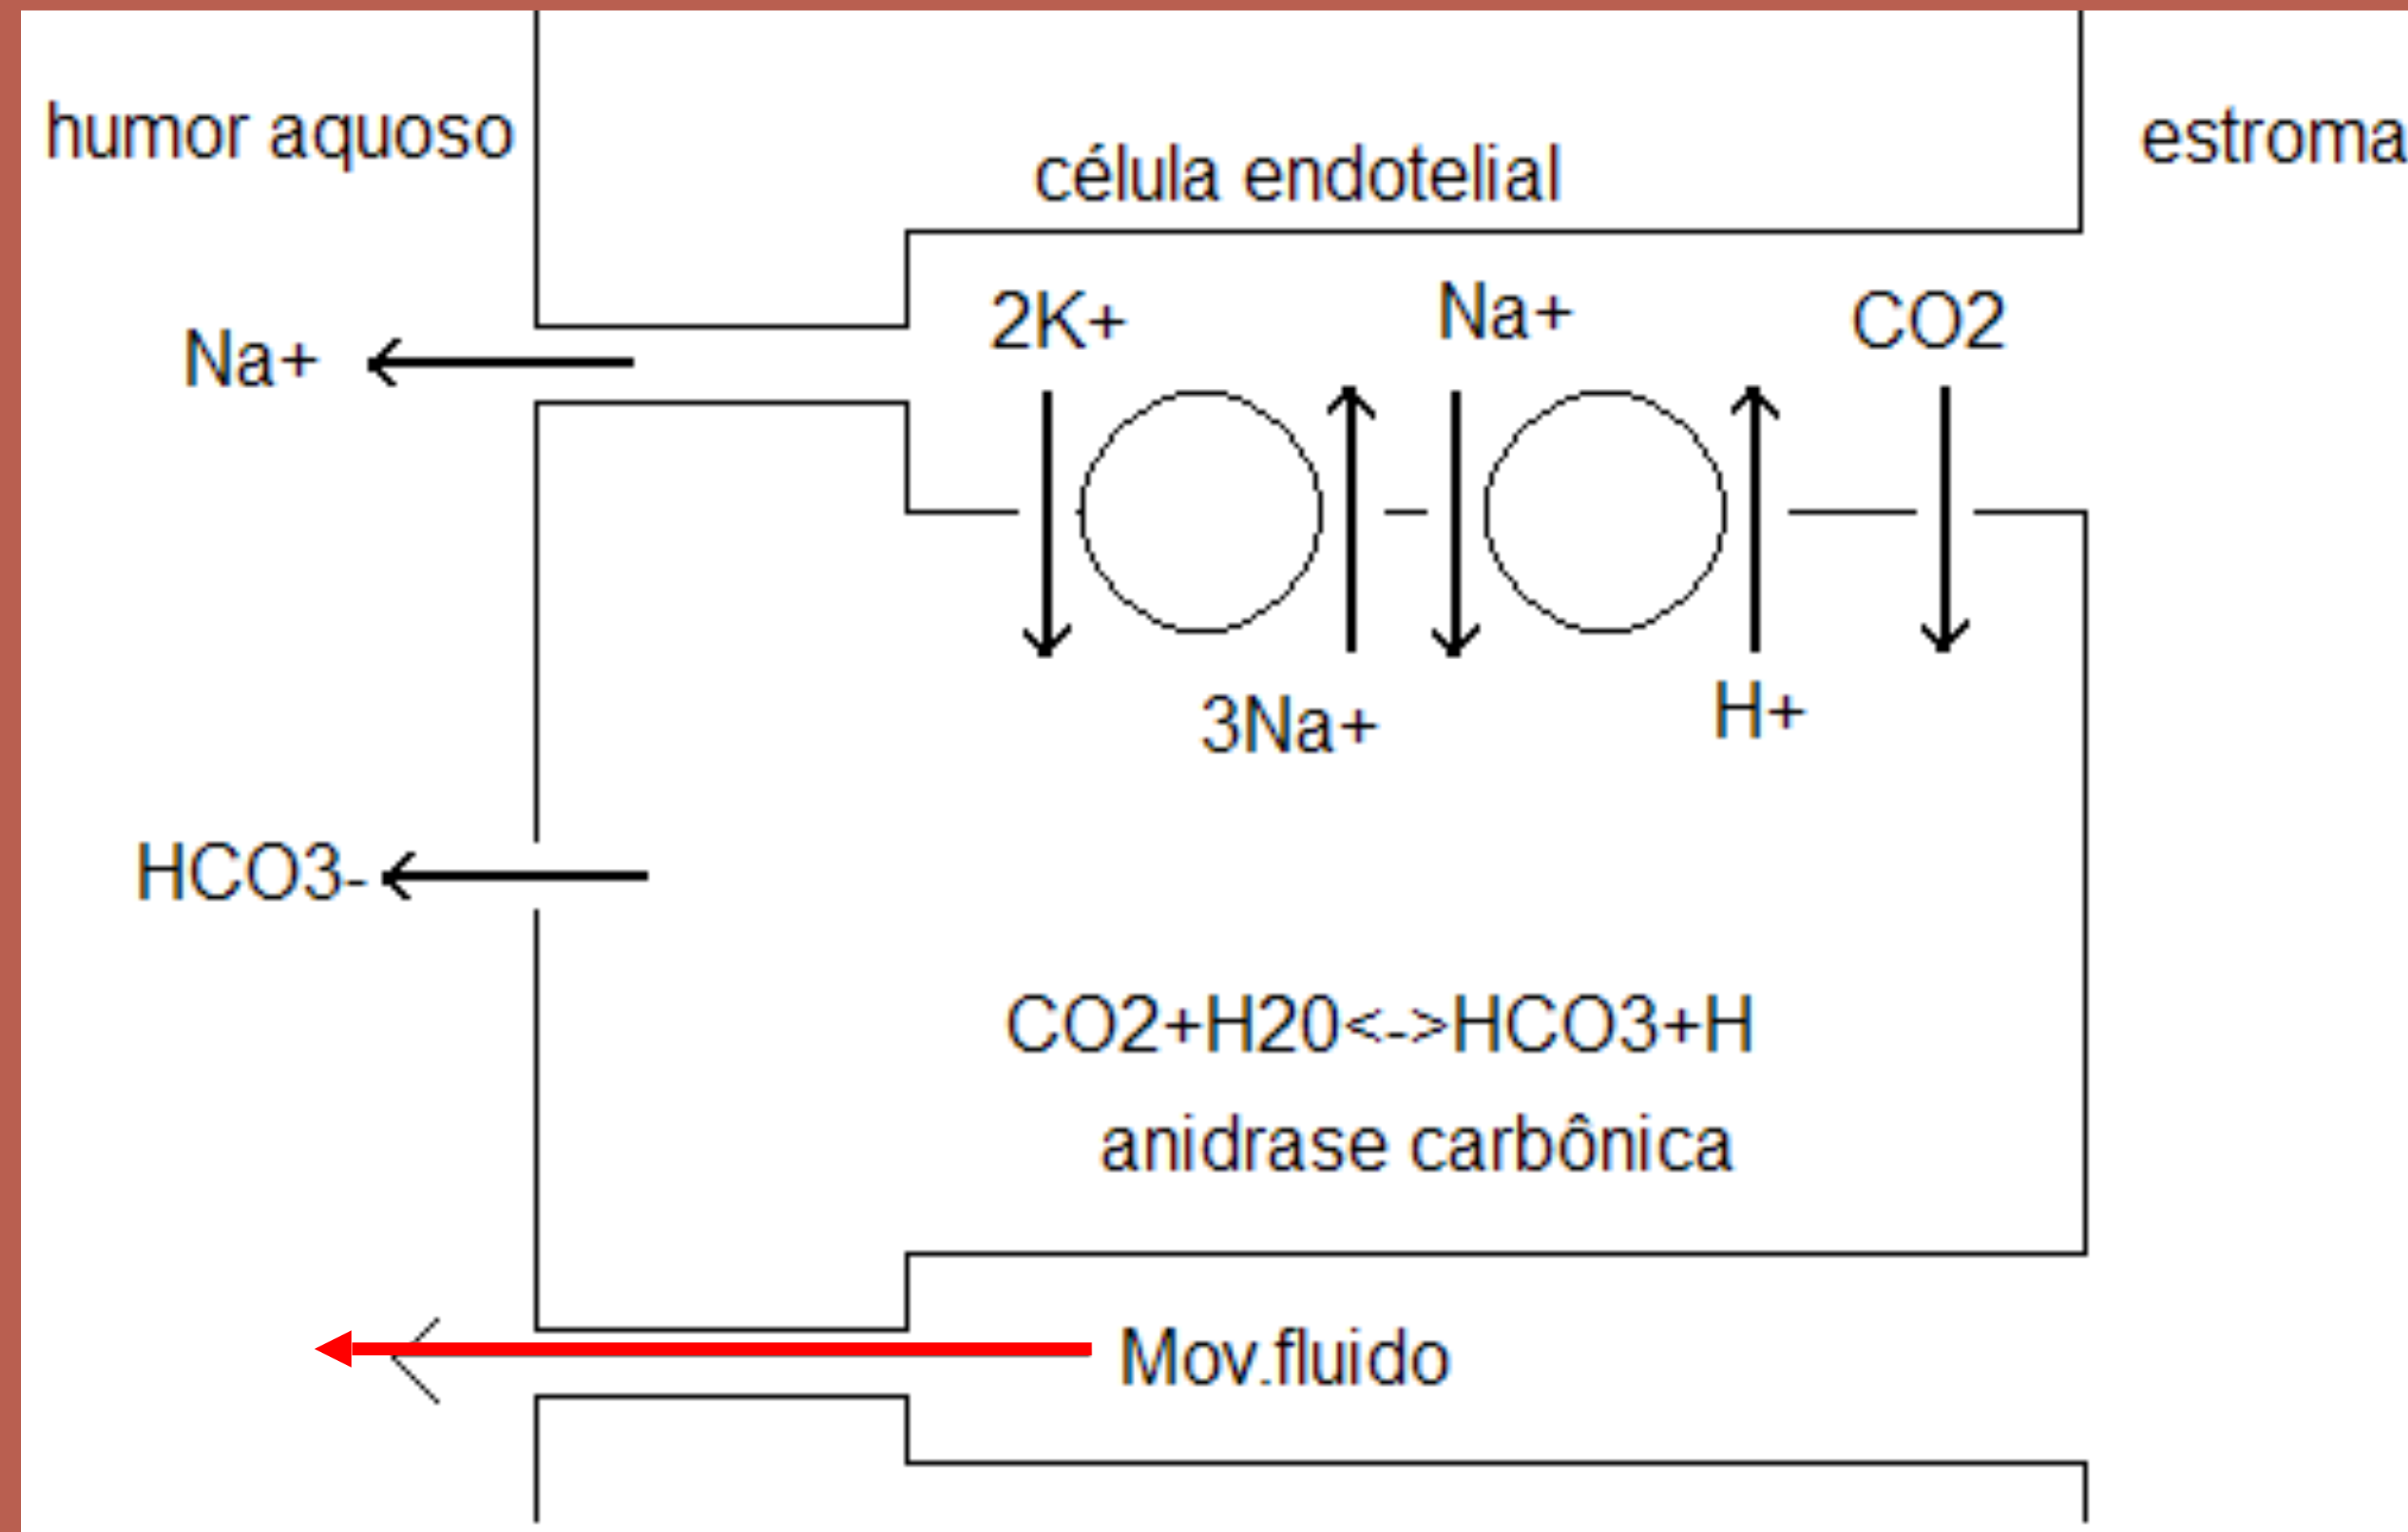 humor aquoso
célula endotelial
estroma
2K+
Na+
CO2
Na+
3Na+
H+
HCO3-
CO2+H20<->HCO3+H
anidrase carbônica
Mov.fluido